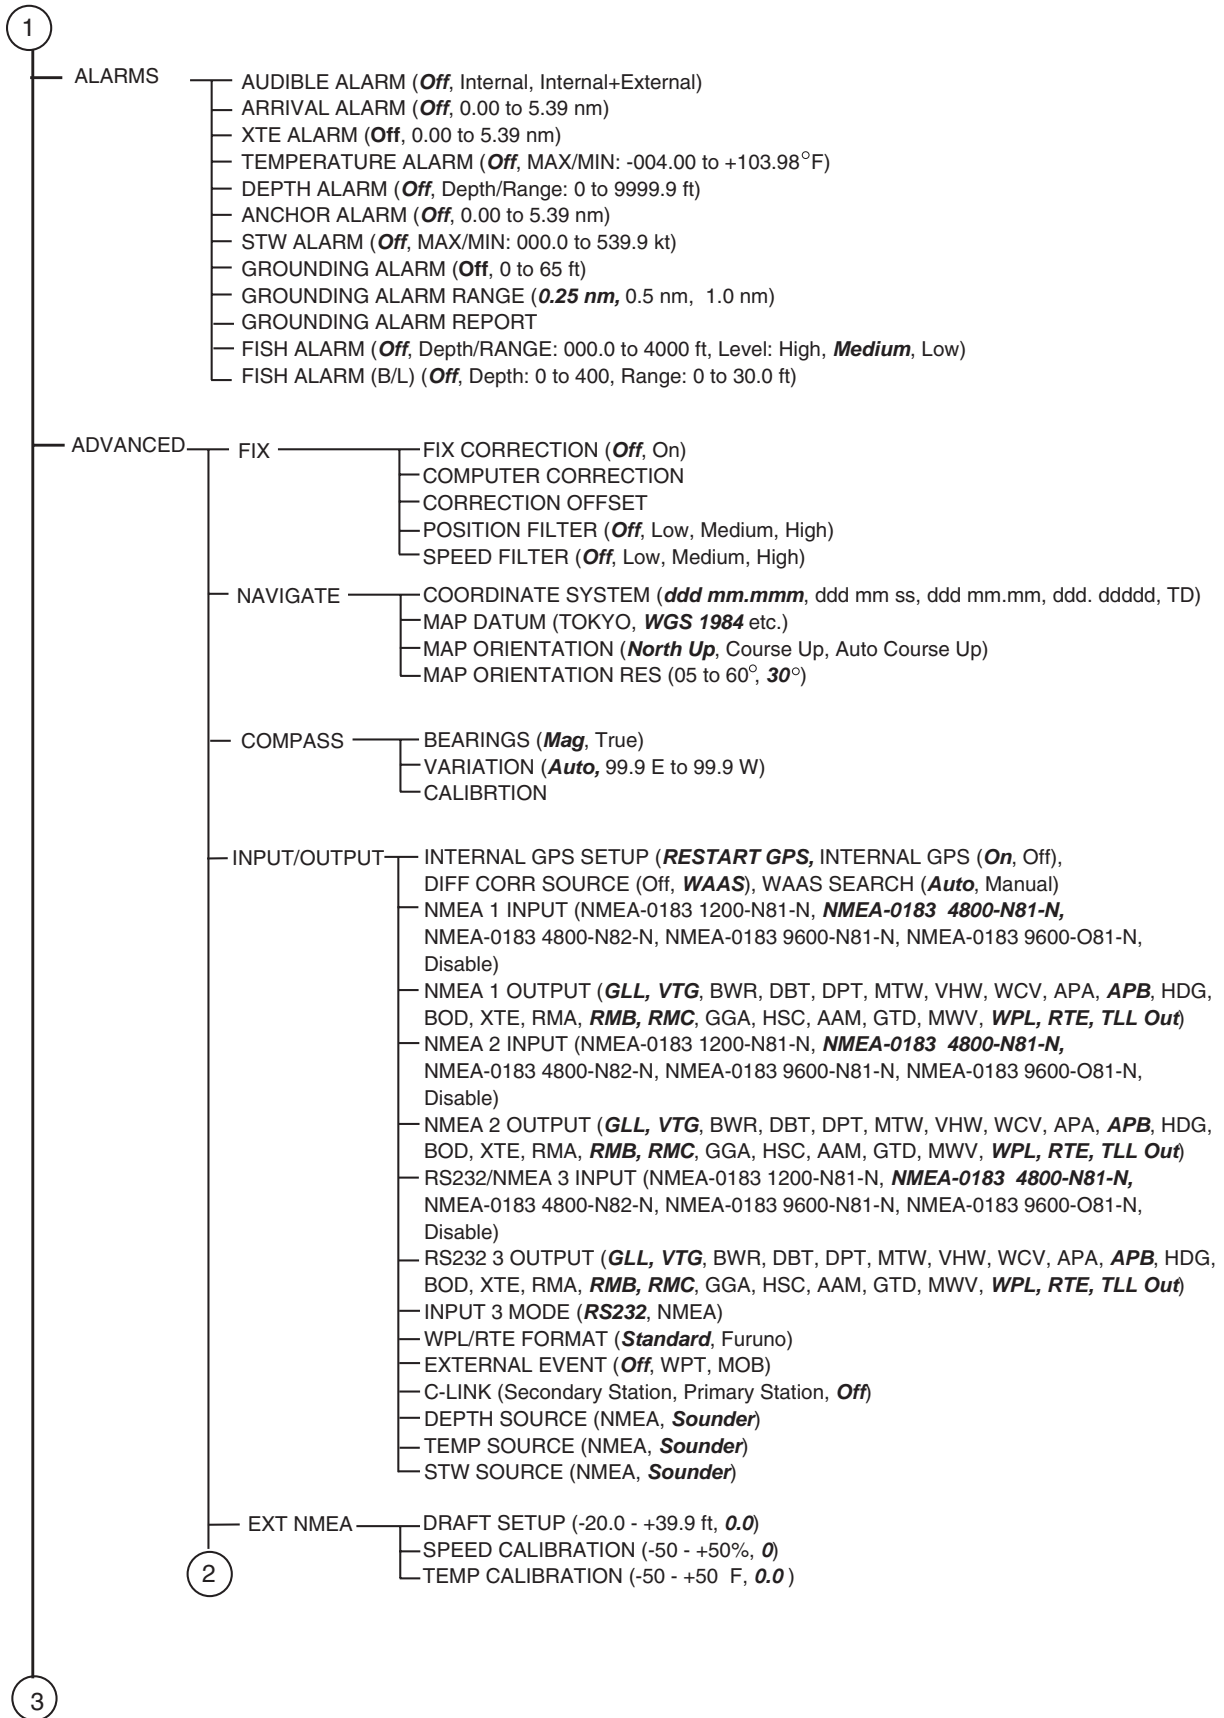 1
ALARMS
AUDIBLE ALARM (Off, Internal, Internal+External)
ARRIVAL ALARM (Off, 0.00 to 5.39 nm)
XTE ALARM (Off, 0.00 to 5.39 nm)
TEMPERATURE ALARM (Off, MAX/MIN: -004.00 to +103.98°F)
DEPTH ALARM (Off, Depth/Range: 0 to 9999.9 ft)
ANCHOR ALARM (Off, 0.00 to 5.39 nm)
STW ALARM (Off, MAX/MIN: 000.0 to 539.9 kt)
GROUNDING ALARM (Off, 0 to 65 ft)
GROUNDING ALARM RANGE (0.25 nm, 0.5 nm, 1.0 nm)
GROUNDING ALARM REPORT
FISH ALARM (Off, Depth/RANGE: 000.0 to 4000 ft, Level: High, Medium, Low)
FISH ALARM (B/L) (Off, Depth: 0 to 400, Range: 0 to 30.0 ft)
ADVANCED
FIX
FIX CORRECTION (Off, On)
COMPUTER CORRECTION
CORRECTION OFFSET
POSITION FILTER (Off, Low, Medium, High)
SPEED FILTER (Off, Low, Medium, High)
NAVIGATE
COORDINATE SYSTEM (ddd mm.mmm, ddd mm ss, ddd mm.mm, ddd. ddddd, TD)
MAP DATUM (TOKYO, WGS 1984 etc.)
MAP ORIENTATION (North Up, Course Up, Auto Course Up)
MAP ORIENTATION RES (05 to 60°, 30°)
COMPASS
BEARINGS (Mag, True)
VARIATION (Auto, 99.9 E to 99.9 W)
CALIBRTION
INPUT/OUTPUT
INTERNAL GPS SETUP (RESTART GPS, INTERNAL GPS (On, Off),
DIFF CORR SOURCE (Off, WAAS), WAAS SEARCH (Auto, Manual)
NMEA 1 INPUT (NMEA-0183 1200-N81-N, NMEA-0183 4800-N81-N,
NMEA-0183 4800-N82-N, NMEA-0183 9600-N81-N, NMEA-0183 9600-O81-N,
Disable)
NMEA 1 OUTPUT (GLL, VTG, BWR, DBT, DPT, MTW, VHW, WCV, APA, APB, HDG,
BOD, XTE, RMA, RMB, RMC, GGA, HSC, AAM, GTD, MWV, WPL, RTE, TLL Out)
NMEA 2 INPUT (NMEA-0183 1200-N81-N, NMEA-0183 4800-N81-N,
NMEA-0183 4800-N82-N, NMEA-0183 9600-N81-N, NMEA-0183 9600-O81-N,
Disable)
NMEA 2 OUTPUT (GLL, VTG, BWR, DBT, DPT, MTW, VHW, WCV, APA, APB, HDG,
BOD, XTE, RMA, RMB, RMC, GGA, HSC, AAM, GTD, MWV, WPL, RTE, TLL Out)
RS232/NMEA 3 INPUT (NMEA-0183 1200-N81-N, NMEA-0183 4800-N81-N,
NMEA-0183 4800-N82-N, NMEA-0183 9600-N81-N, NMEA-0183 9600-O81-N,
Disable)
RS232 3 OUTPUT (GLL, VTG, BWR, DBT, DPT, MTW, VHW, WCV, APA, APB, HDG,
BOD, XTE, RMA, RMB, RMC, GGA, HSC, AAM, GTD, MWV, WPL, RTE, TLL Out)
INPUT 3 MODE (RS232, NMEA)
WPL/RTE FORMAT (Standard, Furuno)
EXTERNAL EVENT (Off, WPT, MOB)
C-LINK (Secondary Station, Primary Station, Off)
DEPTH SOURCE (NMEA, Sounder)
TEMP SOURCE (NMEA, Sounder)
STW SOURCE (NMEA, Sounder)
EXT NMEA
DRAFT SETUP (-20.0 - +39.9 ft, 0.0)
SPEED CALIBRATION (-50 - +50%, 0)
TEMP CALIBRATION (-50 - +50 F, 0.0 )
2
3